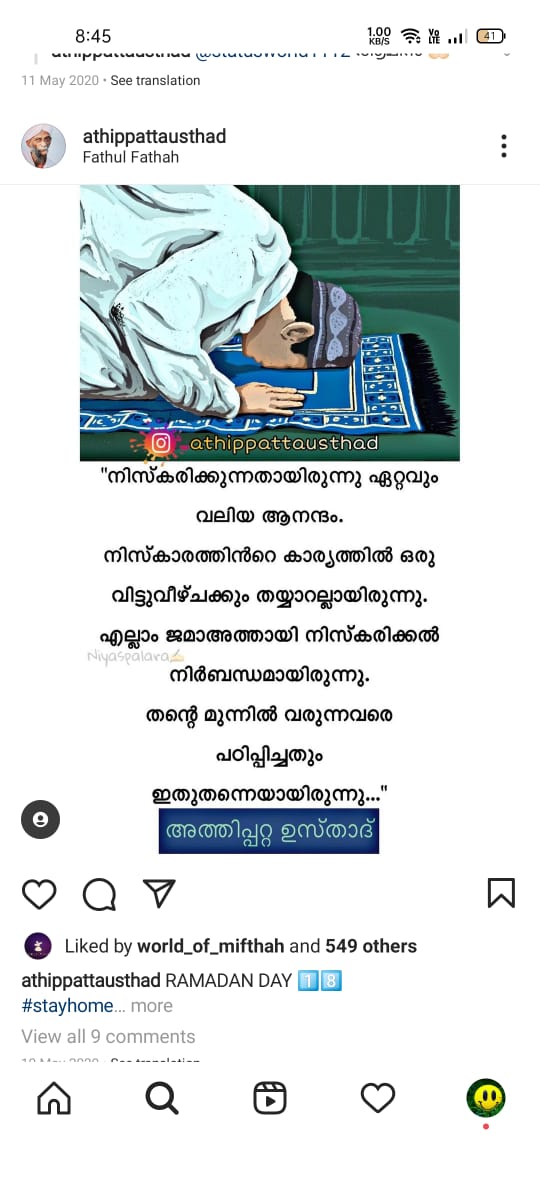 8:45
1.00
KB/S
VO
LTE
41
11 May 2020 • See translation
athippattausthad
Fathul Fathah
athippattausthad
"നിസ്കരിക്കുന്നതായിരുന്നു ഏറ്റവും
വലിയ ആനന്ദം.
നിസ്കാരത്തിൻറെ കാര്യത്തിൽ ഒരു
വിട്ടുവീഴ്ചക്കും തയ്യാറല്ലായിരുന്നു.
എല്ലാം ജമാഅത്തായി നിസ്കരിക്കൽ
Niyaspalara✍️
നിർബന്ധമായിരുന്നു.
തന്റെ മുന്നിൽ വരുന്നവരെ
പഠിപ്പിച്ചതും
ഇതുതന്നെയായിരുന്നു..."
അത്തിപ്പറ്റ ഉസ്താദ്
Liked by world_of_mifthah and 549 others
athippattausthad RAMADAN DAY 1️⃣8️⃣
#stayhome... more
View all 9 comments